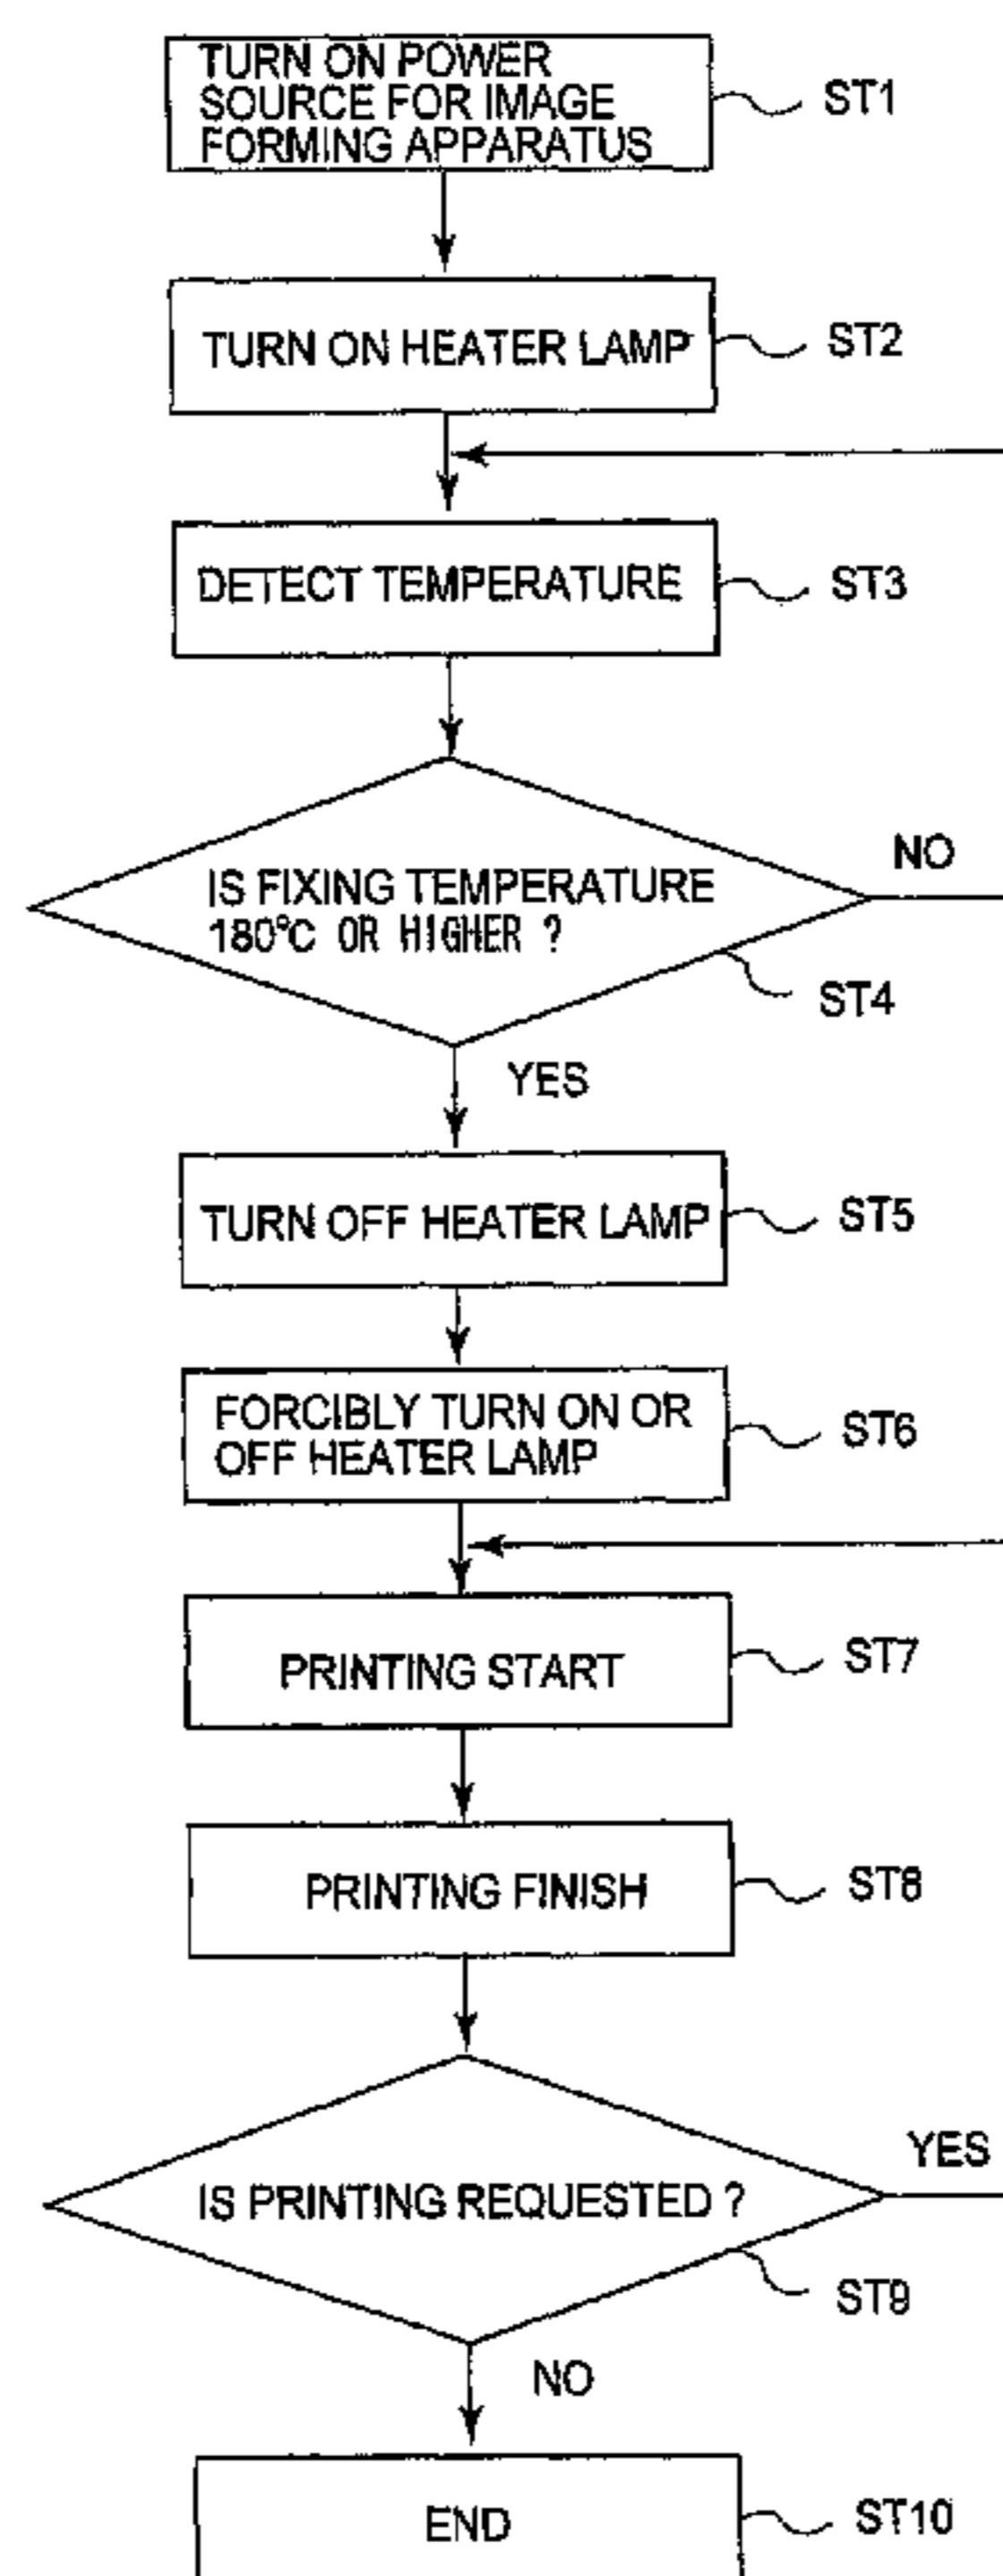 TURN ON POWER
SOURCE FOR IMAGE
FORMING APPARATUS
ST1
TURN ON HEATER LAMP
ST2
DETECT TEMPERATURE
ST3
NO
IS FIXING TEMPERATURE
180°C OR HIGHER ?
ST4
YES
TURN OFF HEATER LAMP
ST5
FORCIBLY TURN ON OR
OFF HEATER LAMP
ST6
PRINTING START
ST7
PRINTING FINISH
ST8
YES
IS PRINTING REQUESTED ?
ST9
NO
END
ST10